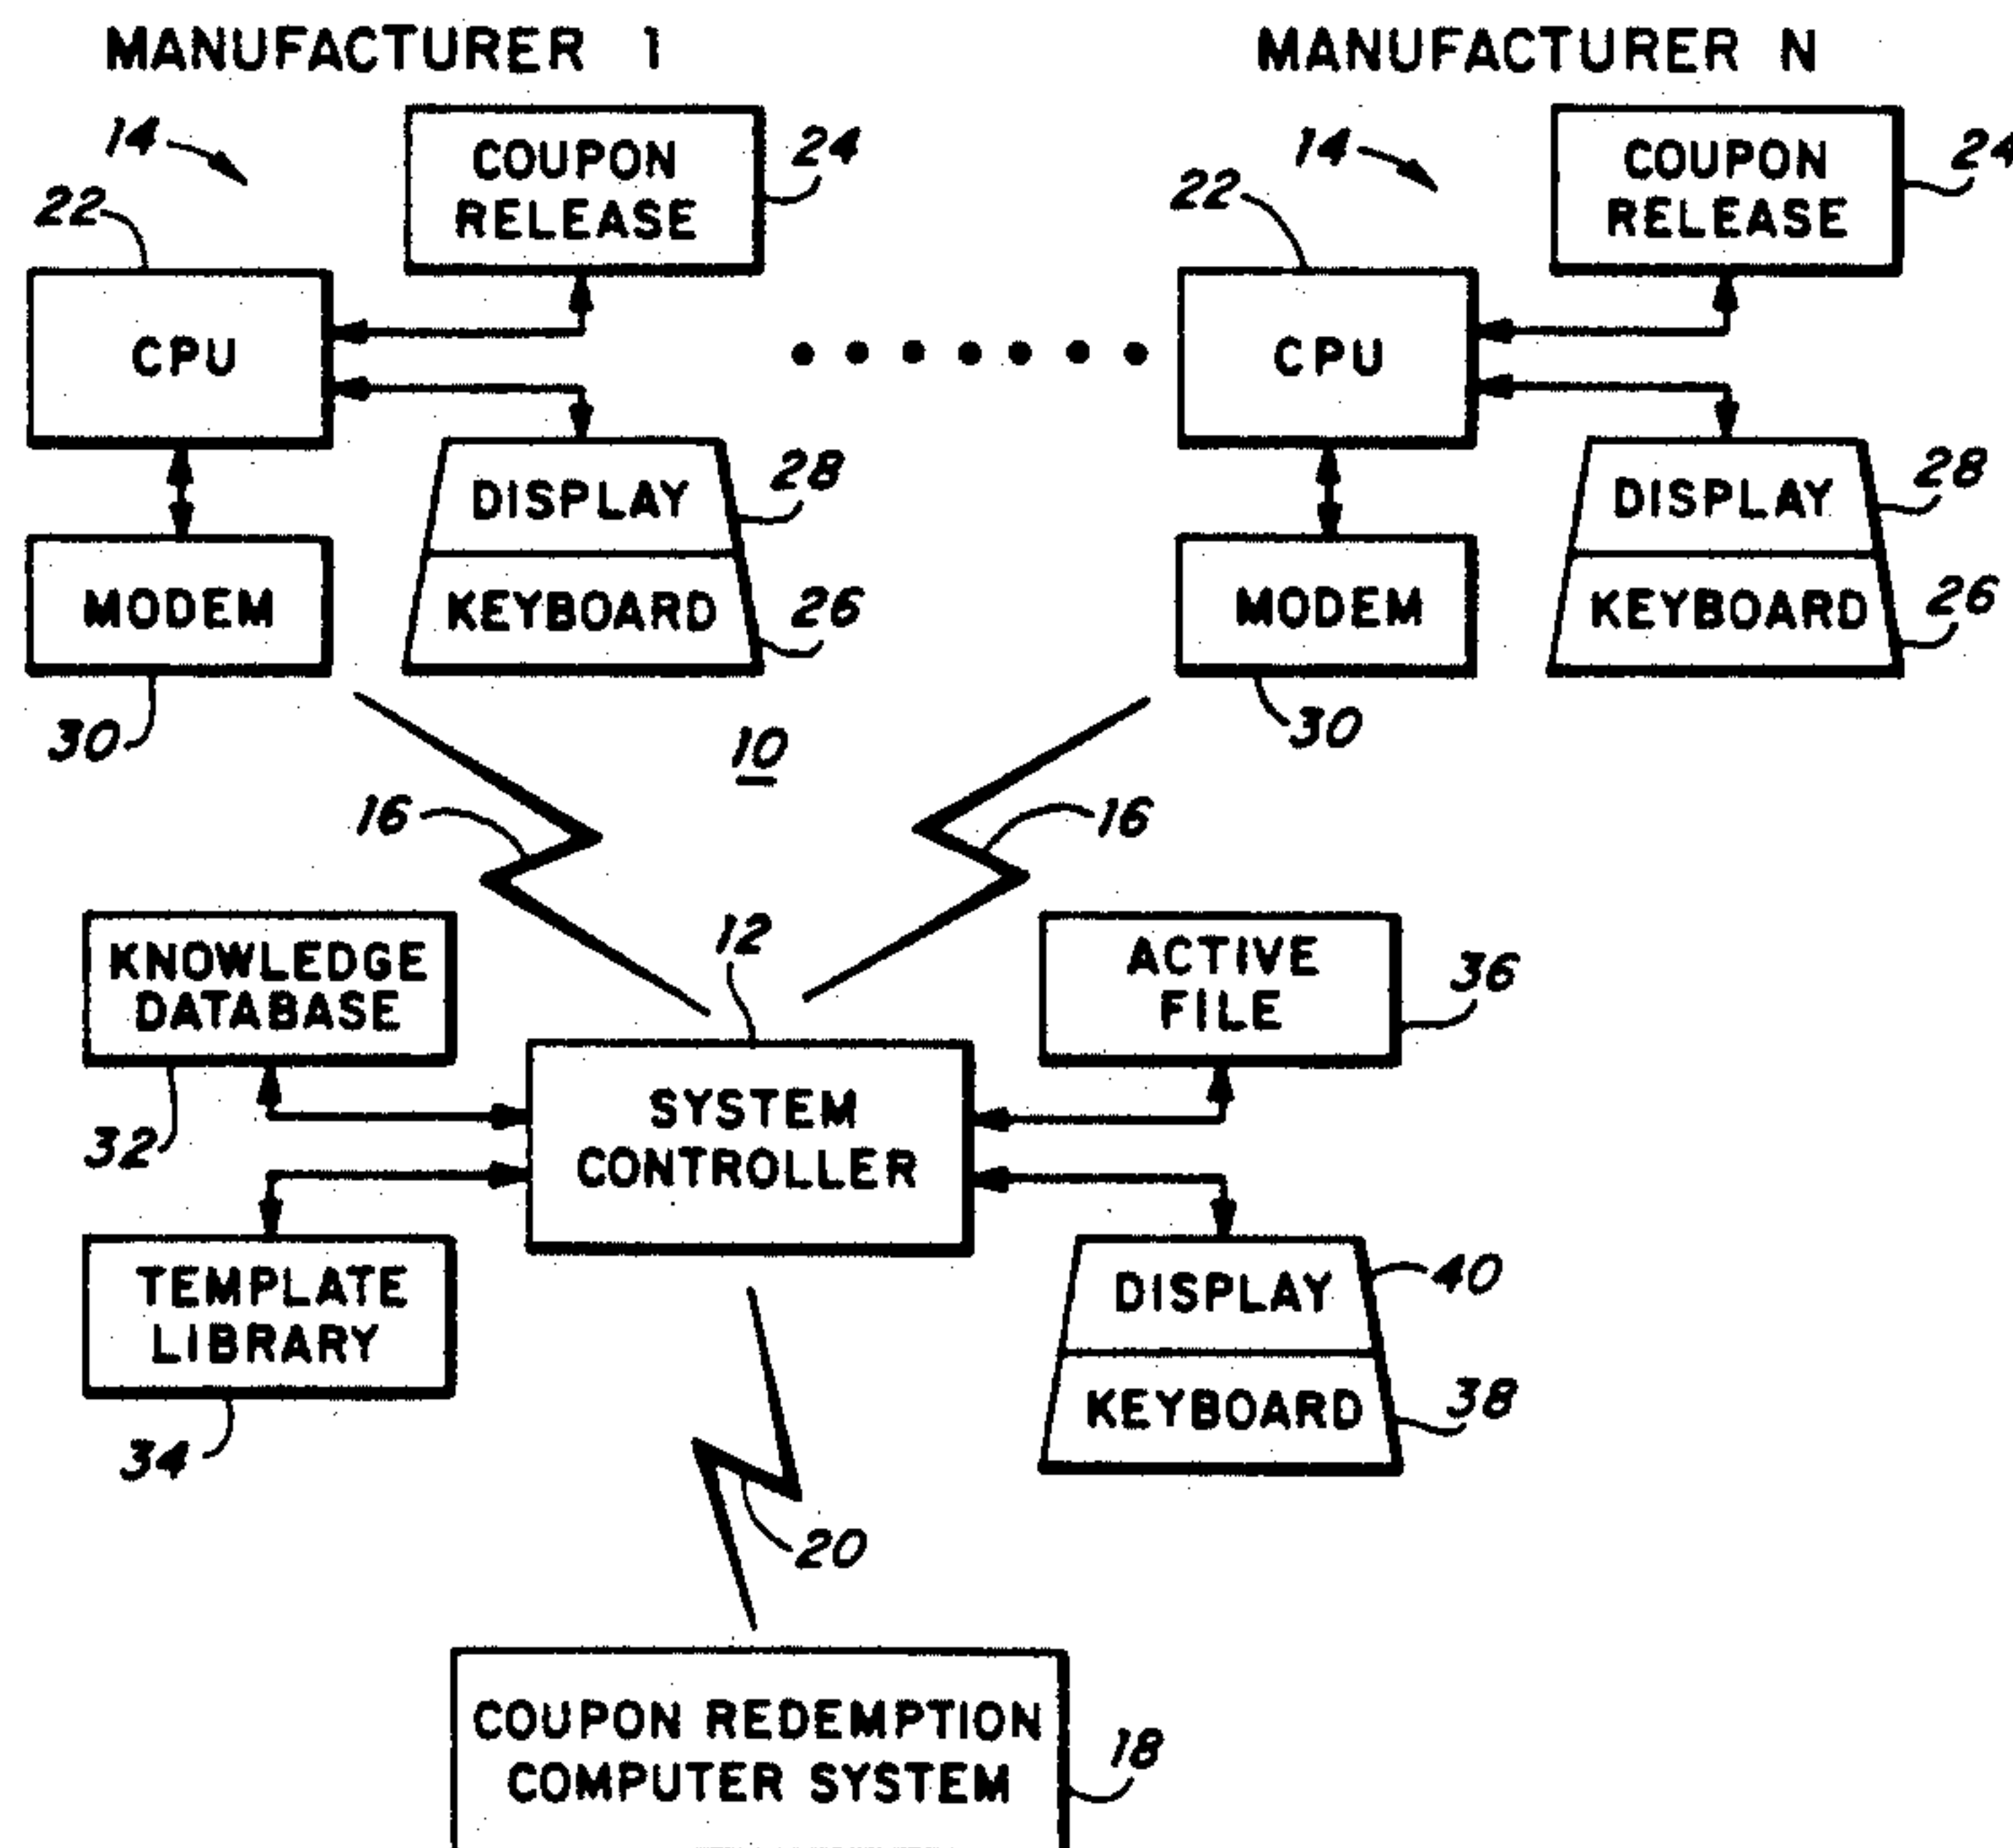 MANUFACTURER 1
MANUFACTURER N
14
COUPON
RELEASE
24
22
CPU
DISPLAY
28
KEYBOARD
26
MODEM
30
14
COUPON
RELEASE
24
22
CPU
DISPLAY
28
KEYBOARD
26
MODEM
30
10
16
16
12
KNOWLEDGE
DATABASE
32
ACTIVE
FILE
36
SYSTEM
CONTROLLER
TEMPLATE
LIBRARY
34
DISPLAY
40
KEYBOARD
38
20
COUPON REDEMPTION
COMPUTER SYSTEM
18